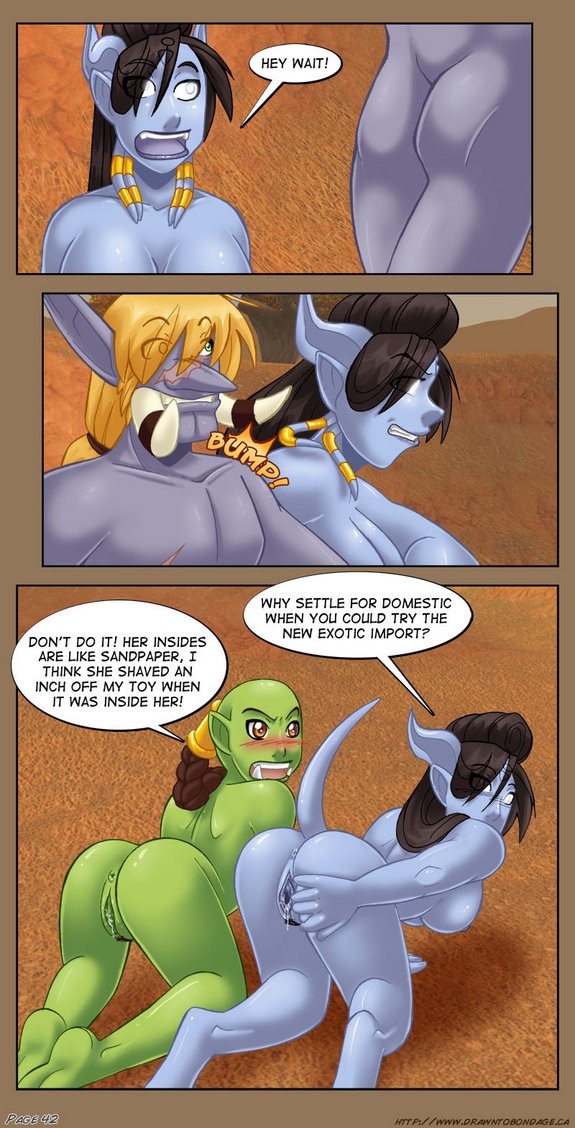 HEY WAIT!
BUMP!
DON'T DO IT! HER INSIDES
ARE LIKE SANDPAPER, I
THINK SHE SHAVED AN
INCH OFF MY TOY WHEN
IT WAS INSIDE HER!
WHY SETTLE FOR DOMESTIC
WHEN YOU COULD TRY THE
NEW EXOTIC IMPORT?
PAGE 42
HTTP://WWW.DRAWNTOBONDAGE.CA